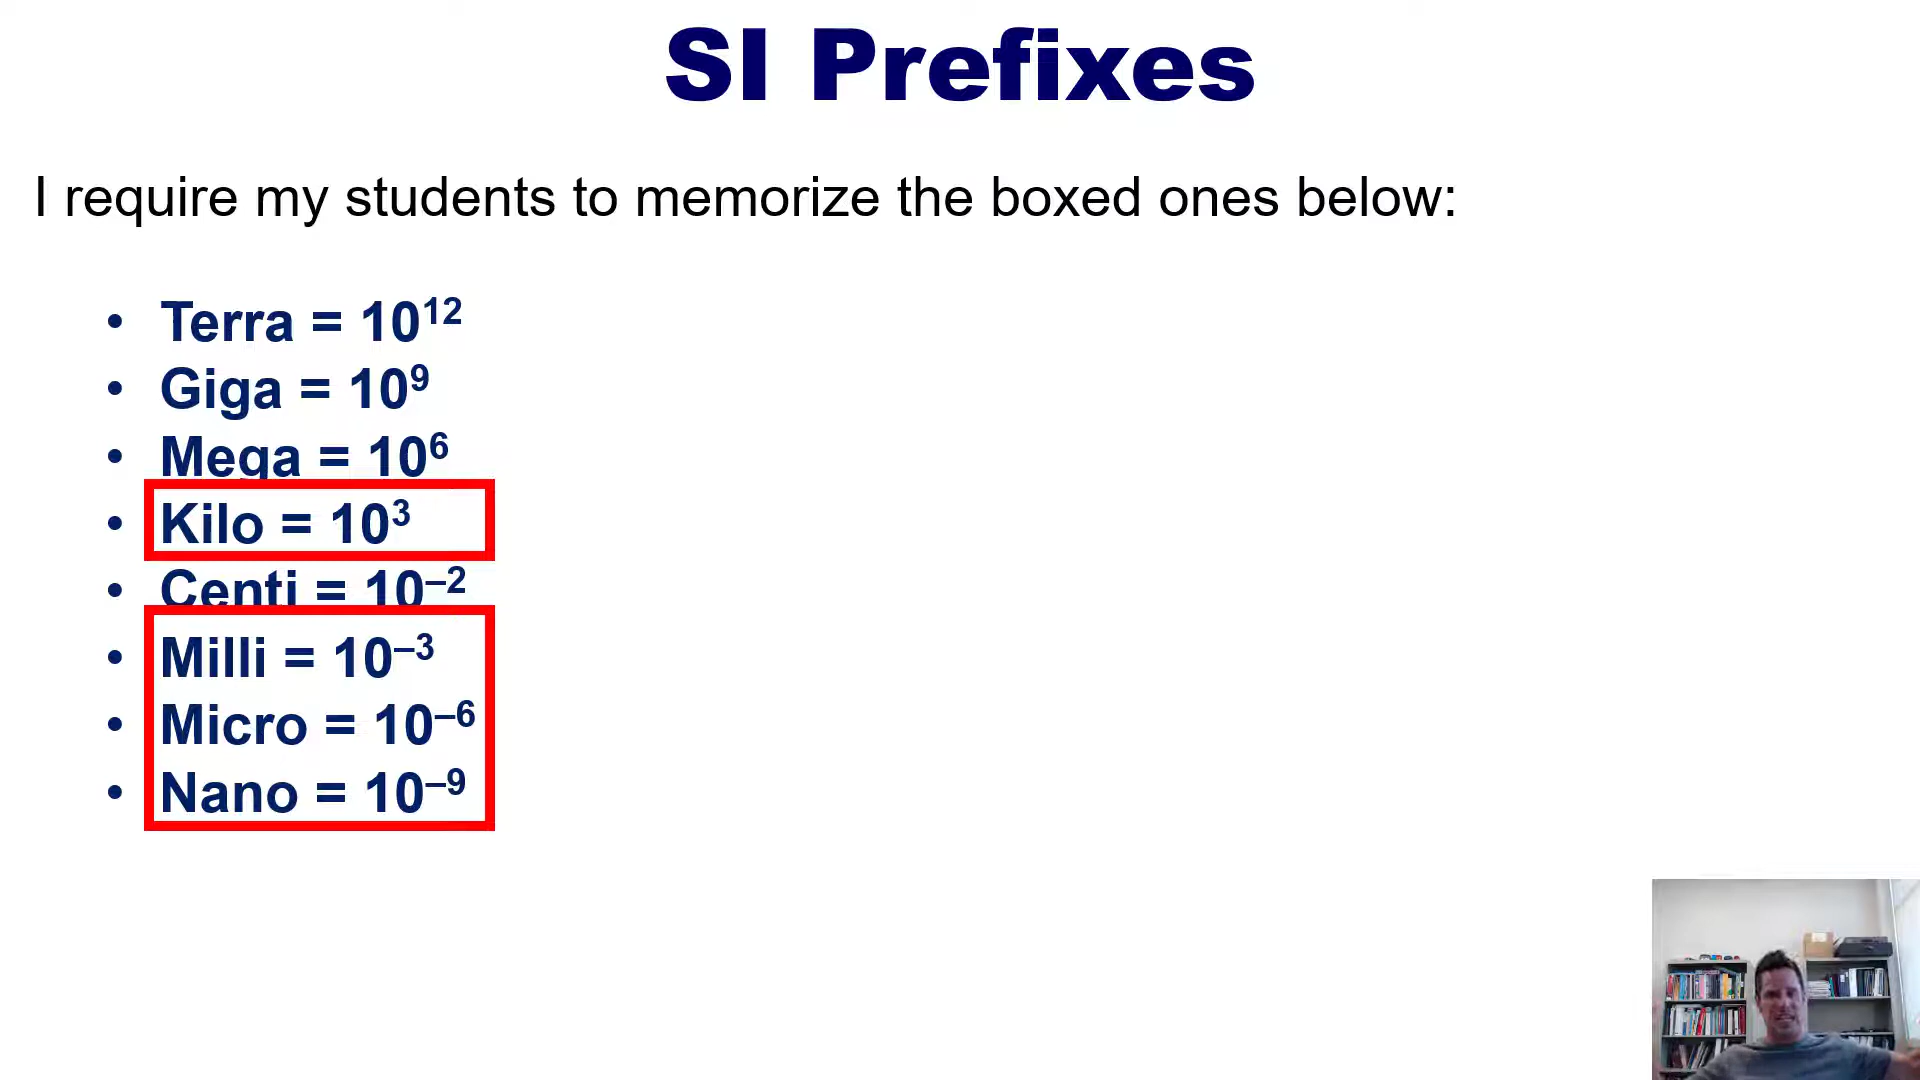 SI Prefixes
I require my students to memorize the boxed ones below:
• Terra = 10¹²
• Giga = 10⁹
• Mega = 10⁶
• Kilo = 10³
• Centi = 10⁻²
• Milli = 10⁻³
• Micro = 10⁻⁶
• Nano = 10⁻⁹